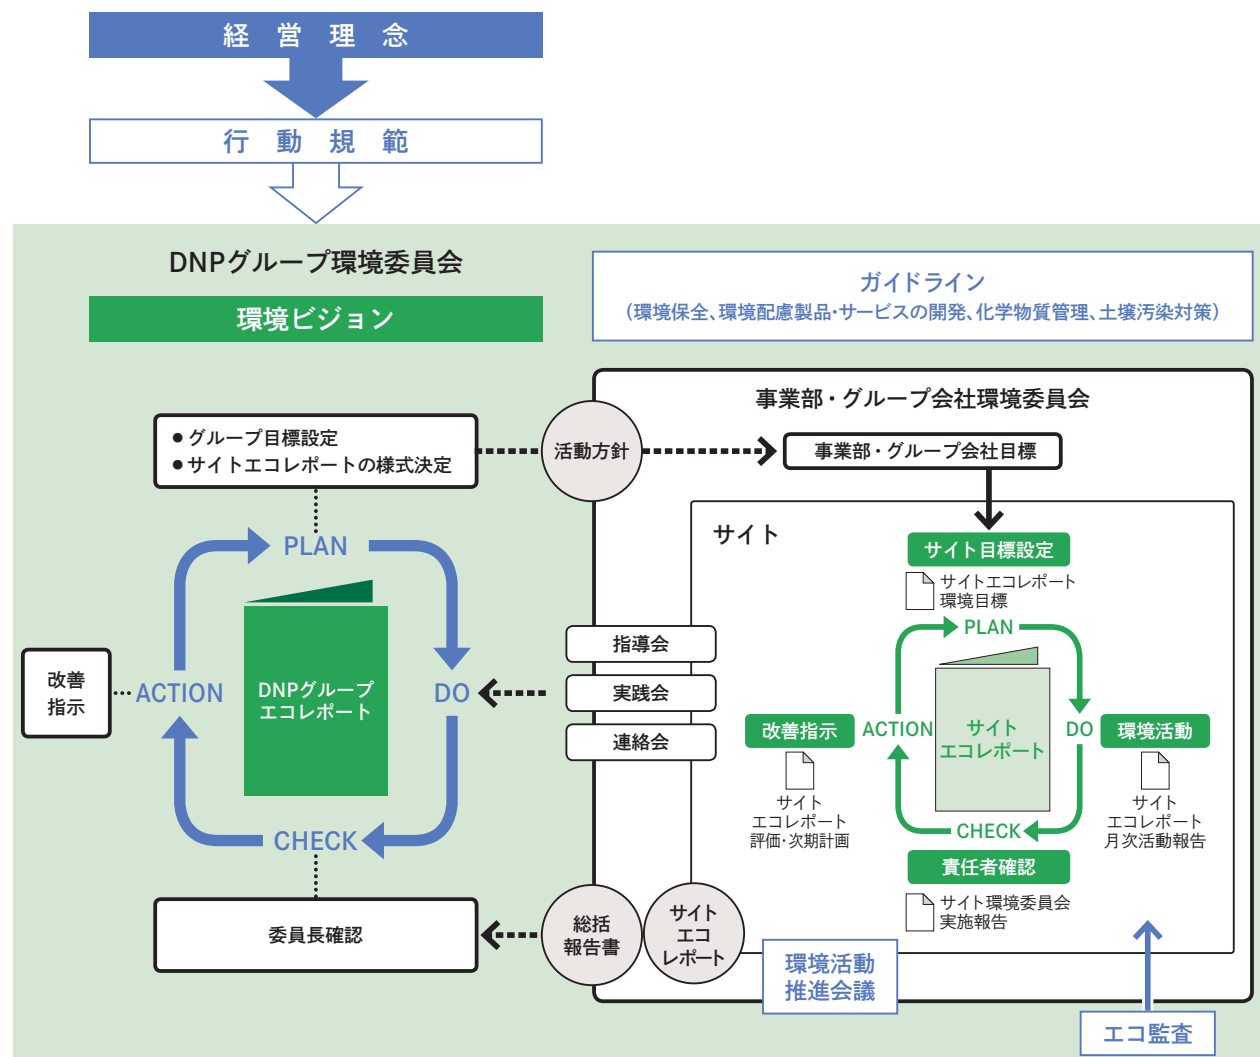 経営理念
行動規範
DNPグループ環境委員会
環境ビジョン
ガイドライン
(環境保全、環境配慮製品・サービスの開発、化学物質管理、土壌汚染対策)
● グループ目標設定
● サイトエコレポートの様式決定
活動方針
事業部・グループ会社環境委員会
事業部・グループ会社目標
PLAN
DO
CHECK
ACTION
DNPグループ
エコレポート
改善
指示
委員長確認
指導会
実践会
連絡会
総括
報告書
サイト
エコ
レポート
サイト
サイト目標設定
サイトエコレポート
環境目標
PLAN
DO
CHECK
ACTION
サイト
エコレポート
環境活動
サイト
エコレポート
月次活動報告
責任者確認
サイト環境委員会
実施報告
改善指示
サイト
エコレポート
評価・次期計画
環境活動
推進会議
エコ監査